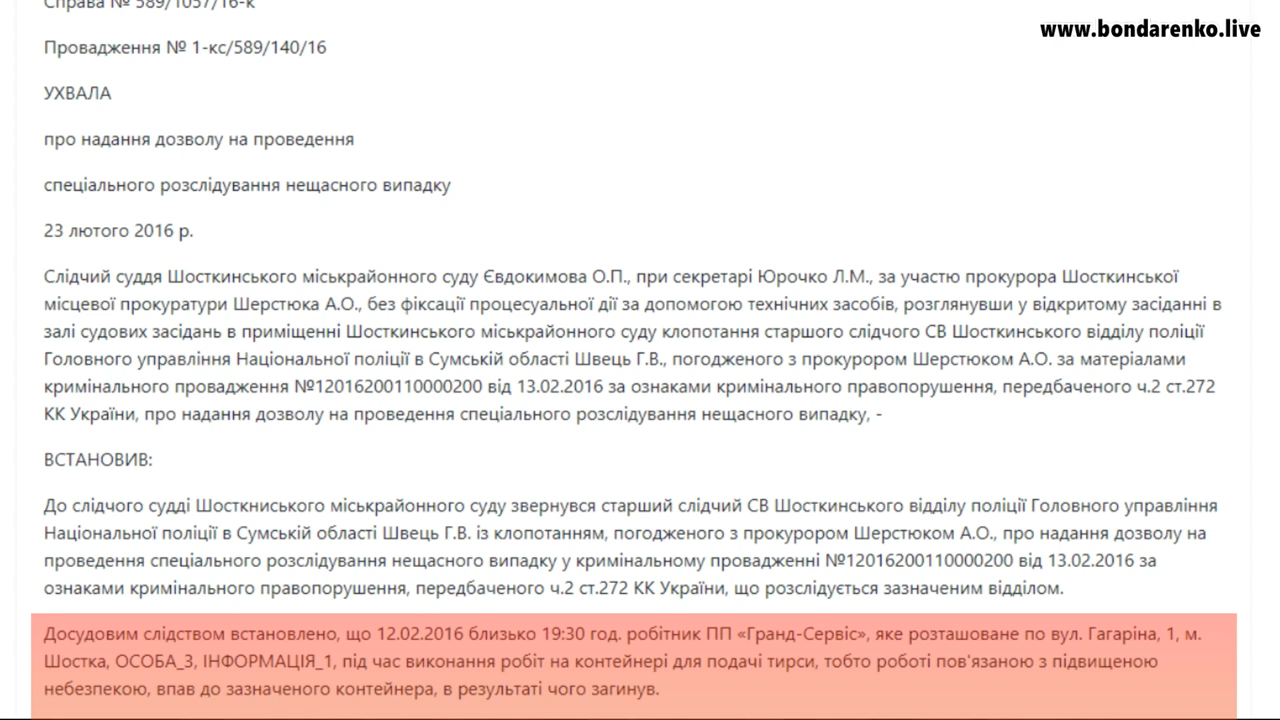 Справа № 589/1057/16-к
www.bondarenko.live
Провадження № 1-кс/589/140/16
УХВАЛА
про надання дозволу на проведення
спеціального розслідування нещасного випадку
23 лютого 2016 р.
Слідчий суддя Шосткинського міськрайонного суду Євдокимова О.П., при секретарі Юрочко Л.М., за участю прокурора Шосткинської
місцевої прокуратури Шерстюка А.О., без фіксації процесуальної дії за допомогою технічних засобів, розглянувши у відкритому засіданні в
залі судових засідань в приміщенні Шосткинського міськрайонного суду клопотання старшого слідчого СВ Шосткинського відділу поліції
Головного управління Національної поліції в Сумській області Швець Г.В., погодженого з прокурором Шерстюком А.О. за матеріалами
кримінального провадження №12016200110000200 від 13.02.2016 за ознаками кримінального правопорушення, передбаченого ч.2 ст.272
КК України, про надання дозволу на проведення спеціального розслідування нещасного випадку, -
ВСТАНОВИВ:
До слідчого судді Шосткниського міськрайонного суду звернувся старший слідчий СВ Шосткинського відділу поліції Головного управління
Національної поліції в Сумській області Швець Г.В. із клопотанням, погодженого з прокурором Шерстюком А.О., про надання дозволу на
проведення спеціального розслідування нещасного випадку у кримінальному провадженні №12016200110000200 від 13.02.2016 за
ознаками кримінального правопорушення, передбаченого ч.2 ст.272 КК України, що розслідується зазначеним відділом.
Досудовим слідством встановлено, що 12.02.2016 близько 19:30 год. робітник ПП «Гранд-Сервіс», яке розташоване по вул. Гагаріна, 1, м.
Шостка, ОСОБА_3, ІНФОРМАЦІЯ_1, під час виконання робіт на контейнері для подачі тирси, тобто роботі пов'язаною з підвищеною
небезпекою, впав до зазначеного контейнера, в результаті чого загинув.